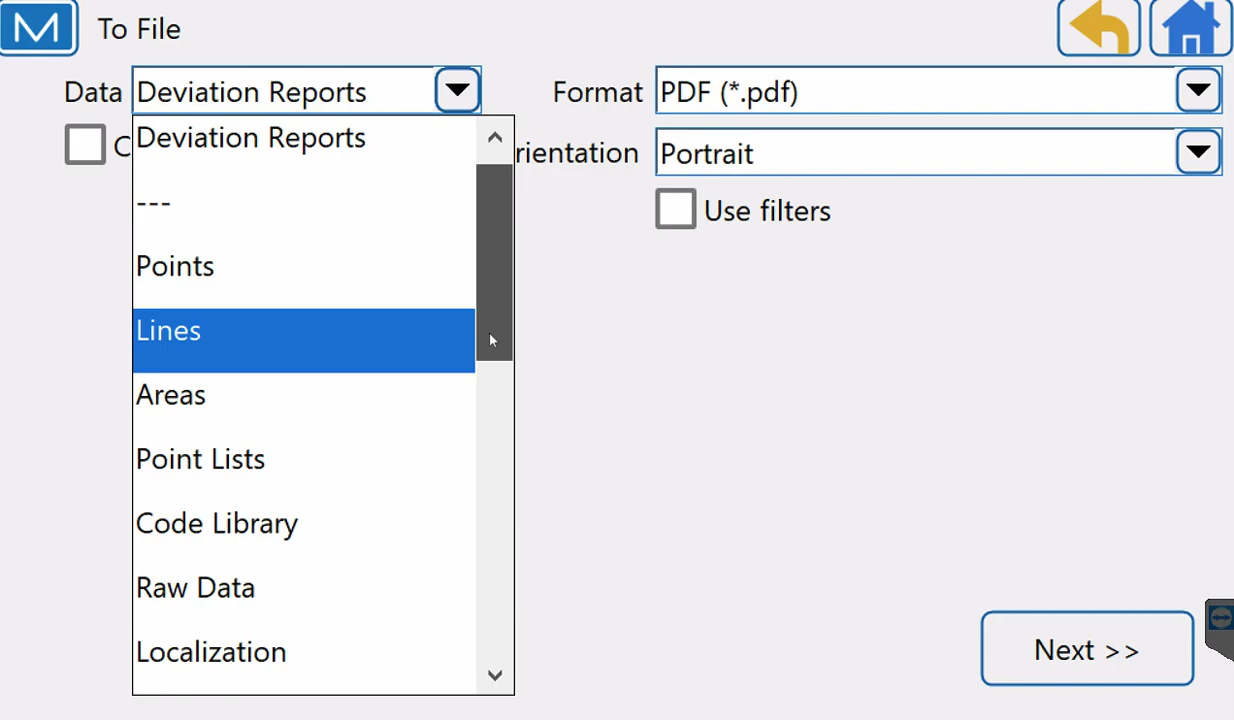 To File
Data Deviation Reports
Format PDF (*.pdf)
C
Deviation Reports
rientation Portrait
---
Use filters
Points
Lines
Areas
Point Lists
Code Library
Raw Data
Localization
Next >>